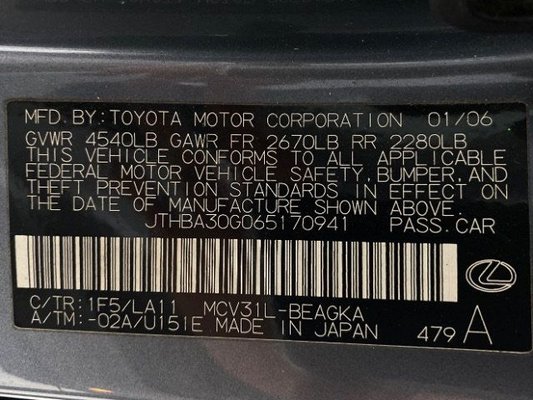 MFD. BY: TOYOTA MOTOR CORPORATION 01/06
GVWR 4540LB GAWR FR 2670LB RR 2280LB
THIS VEHICLE CONFORMS TO ALL APPLICABLE
FEDERAL MOTOR VEHICLE SAFETY, BUMPER, AND
THEFT PREVENTION STANDARDS IN EFFECT ON
THE DATE OF MANUFACTURE SHOWN ABOVE.
JTHBA30G065170941 PASS. CAR
C/TR: 1F5/LA11 MCV31L-BEAGKA
A/TM: -02A/U151E MADE IN JAPAN 479 A